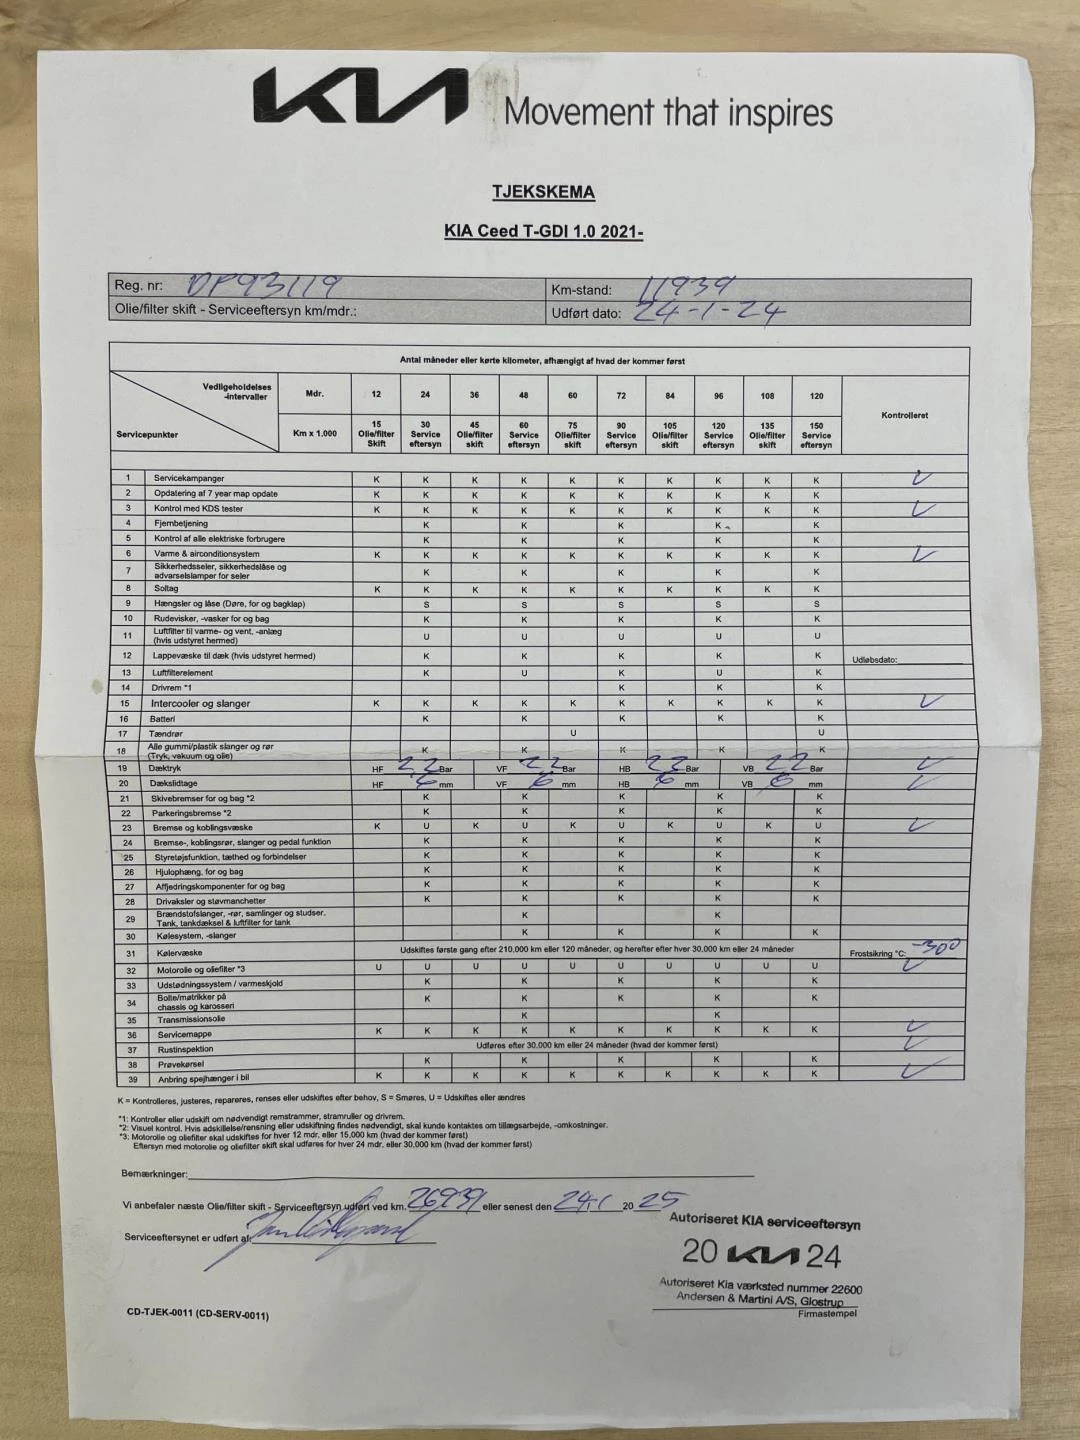 KIA Movement that inspires
TJEKSKEMA
KIA Ceed T-GDI 1.0 2021-
Reg. nr: DP93119 Km-stand: 11939
Olie/filter skift - Serviceeftersyn km/mdr.: Udført dato: 24-1-24
Antal måneder eller kørte kilometer, afhængigt af hvad der kommer først
Vedligeholdelses -intervaller Mdr. 12 24 36 48 60 72 84 96 108 120 Kontrolleret
Servicepunkter Km x 1.000 15 Olie/filter Skift 30 Service eftersyn 45 Olie/filter skift 60 Service eftersyn 75 Olie/filter skift 90 Service eftersyn 105 Olie/filter skift 120 Service eftersyn 135 Olie/filter skift 150 Service eftersyn
1 Servicekampanger K K K K K K K K K K ✓
2 Opdatering af 7 year map opdate K K K K K K K K K K
3 Kontrol med KDS tester K K K K K K K K K K ✓
4 Fjernbetjening K K K K K
5 Kontrol af alle elektriske forbrugere K K K K K
6 Varme & airconditionsystem K K K K K K K K K K ✓
7 Sikkerhedsseler, sikkerhedslåse og advarselslamper for seler K K K K K
8 Soltag K K K K K K K K K K
9 Hængsler og låse (Døre, for og bagklap) S S S S S
10 Rudevisker, -vasker for og bag K K K K K
11 Luftfilter til varme- og vent, -anlæg (hvis udstyret hermed) U U U U U
12 Lappevæske til dæk (hvis udstyret hermed) K K K K K Udløbsdato:
13 Luftfilterelement K U K U K
14 Drivrem *1 K K K
15 Intercooler og slanger K K K K K K K K K K ✓
16 Batteri K K K K K
17 Tændrør U U
18 Alle gummi/plastik slanger og rør (Tryk, vakuum og olie) K K K K K
19 Dæktryk HF 2,2 Bar VF 2,2 Bar HB 2,2 Bar VB 2,2 Bar ✓
20 Dækslidtage HF 6 mm VF 6 mm HB 6 mm VB 6 mm ✓
21 Skivebremser for og bag *2 K K K K K
22 Parkeringsbremse *2 K K K K K
23 Bremse og koblingsvæske K U K U K U K U K U ✓
24 Bremse-, koblingsrør, slanger og pedal funktion K K K K K
25 Styretøjsfunktion, tæthed og forbindelser K K K K K
26 Hjulophæng, for og bag K K K K K
27 Affjedringskomponenter for og bag K K K K K
28 Drivaksler og støvmanchetter K K K K K
29 Brændstofslanger, -rør, samlinger og studser. Tank, tankdæksel & luftfilter for tank K K
30 Kølesystem, -slanger K K K K
31 Kølervæske Udskiftes første gang efter 210.000 km eller 120 måneder, og herefter efter hver 30.000 km eller 24 måneder Frostsikring °C: -300
32 Motorolie og oliefilter *3 U U U U U U U U U U ✓
33 Udstødningssystem / varmeskjold K K K K K
34 Bolte/møtrikker på chassis og karosseri K K K K K
35 Transmissionsolie K K
36 Servicemappe K K K K K K K K K K ✓
37 Rustinspektion Udføres efter 30.000 km eller 24 måneder (hvad der kommer først) ✓
38 Prøvekørsel K K K K K
39 Anbring spejlhænger i bil K K K K K K K K K K ✓
K = Kontrolleres, justeres, repareres, renses eller udskiftes efter behov, S = Smøres, U = Udskiftes eller ændres
*1: Kontroller eller udskift om nødvendigt remstrammer, stramruller og drivrem.
*2: Visuel kontrol. Hvis adskillelse/rensning eller udskiftning findes nødvendigt, skal kunde kontaktes om tillægsarbejde, -omkostninger.
*3: Motorolie og oliefilter skal udskiftes for hver 12 mdr. eller 15,000 km (hvad der kommer først)
Eftersyn med motorolie og oliefilter skift skal udføres for hver 24 mdr. eller 30,000 km (hvad der kommer først)
Bemærkninger:
Vi anbefaler næste Olie/filter skift - Serviceeftersyn udført ved km. 26939 eller senest den 24.1 20 25
Serviceeftersynet er udført af:
Autoriseret KIA serviceeftersyn
20 KIA 24
Autoriseret Kia værksted nummer 22600
Andersen & Martini A/S, Glostrup
Firmastempel
CD-TJEK-0011 (CD-SERV-0011)